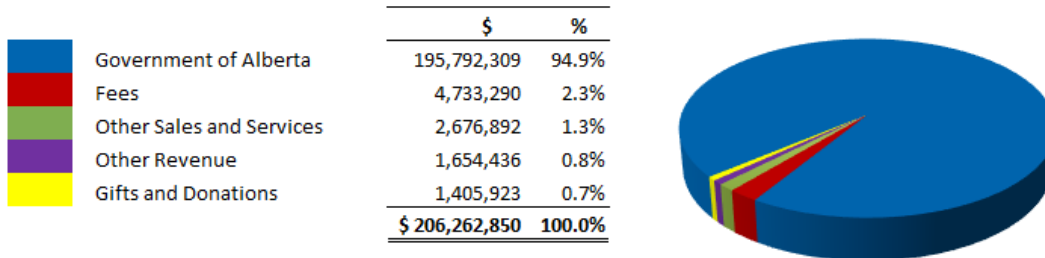 $ %
Government of Alberta 195,792,309 94.9%
Fees 4,733,290 2.3%
Other Sales and Services 2,676,892 1.3%
Other Revenue 1,654,436 0.8%
Gifts and Donations 1,405,923 0.7%
$ 206,262,850 100.0%